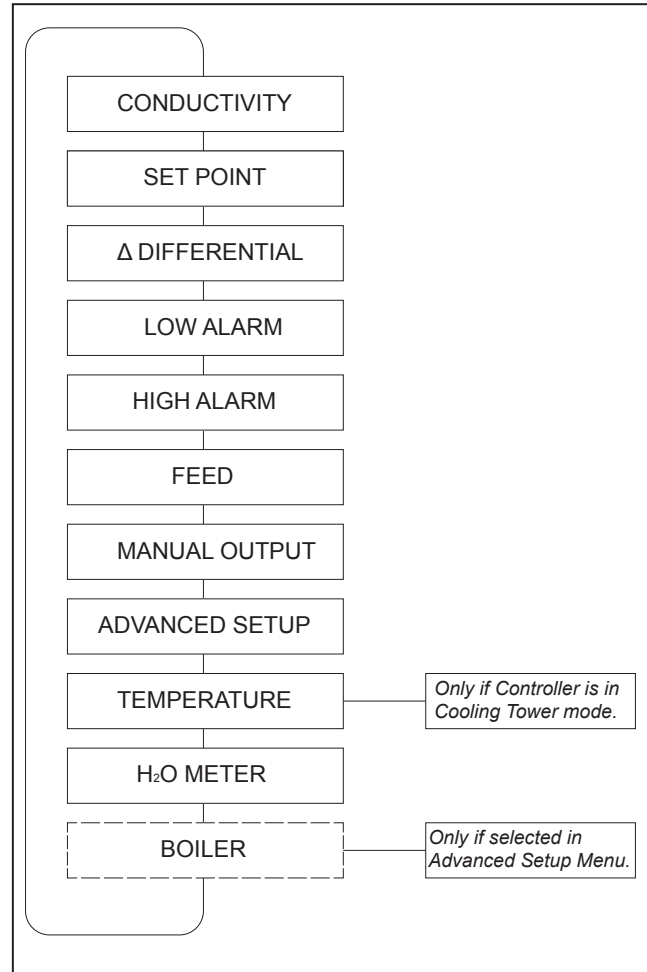 CONDUCTIVITY
SET POINT
Δ DIFFERENTIAL
LOW ALARM
HIGH ALARM
FEED
MANUAL OUTPUT
ADVANCED SETUP
TEMPERATURE
Only if Controller is in
Cooling Tower mode.
H₂O METER
BOILER
Only if selected in
Advanced Setup Menu.